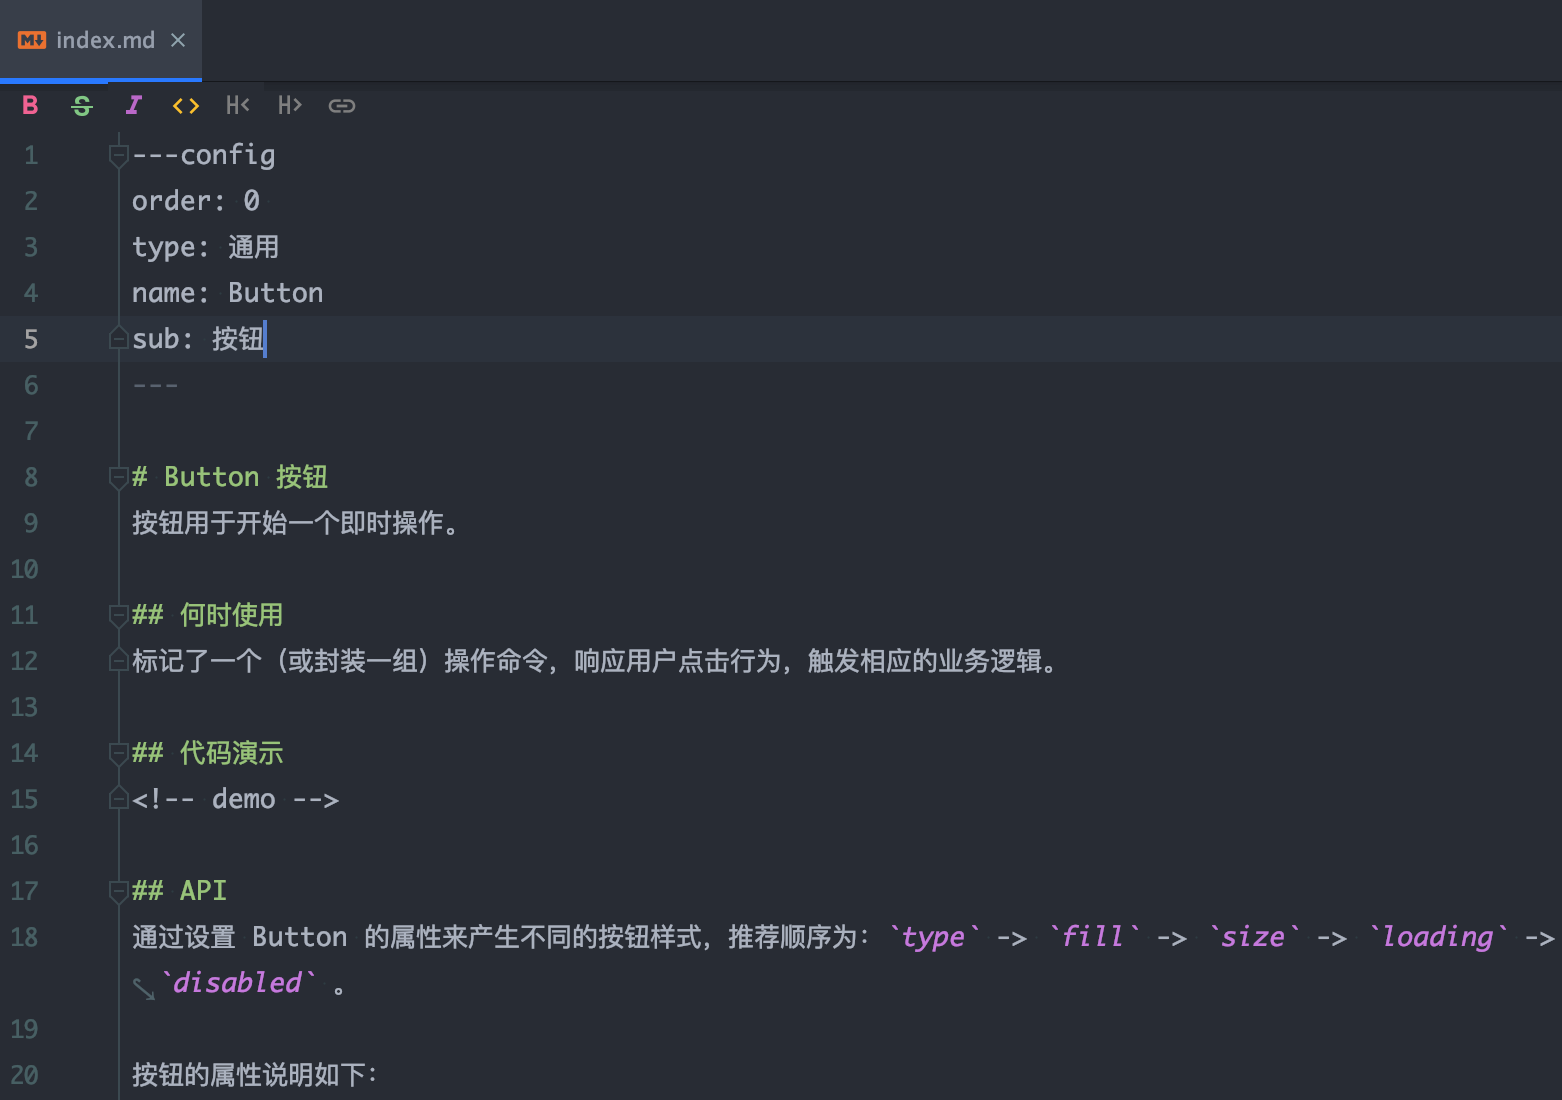 index.md
B S I <> H< H>
1 ---config
2 order: 0
3 type: 通用
4 name: Button
5 sub: 按钮
6 ---
7
8 # Button 按钮
9 按钮用于开始一个即时操作。
10
11 ## 何时使用
12 标记了一个（或封装一组）操作命令，响应用户点击行为，触发相应的业务逻辑。
13
14 ## 代码演示
15 <!-- demo -->
16
17 ## API
18 通过设置 Button 的属性来产生不同的按钮样式，推荐顺序为：`type` -> `fill` -> `size` -> `loading` ->
`disabled` 。
19
20 按钮的属性说明如下：